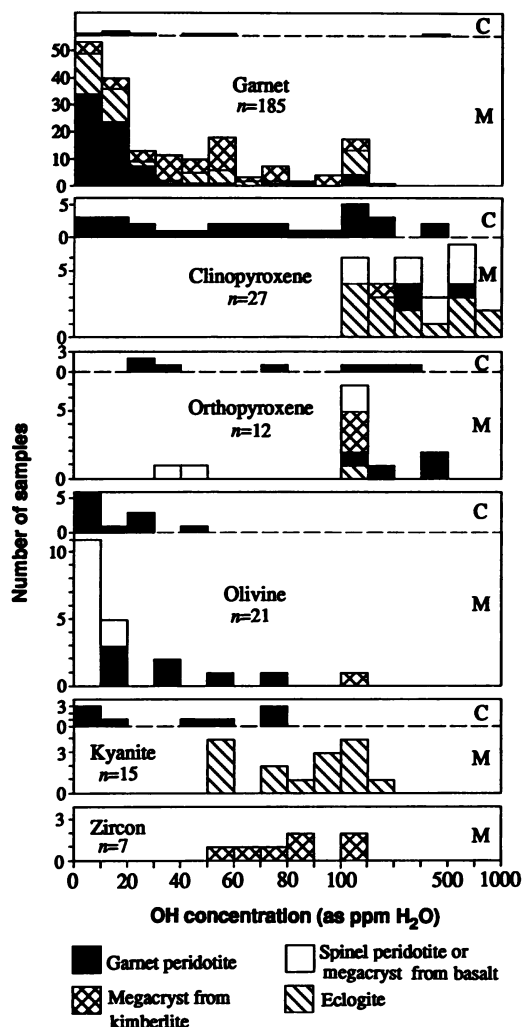 C
50
40
30
20
10
0
Garnet
n=185
M
5
0
C
5
0
Clinopyroxene
n=27
M
3
0
C
5
0
Orthopyroxene
n=12
M
5
0
C
10
5
0
Olivine
n=21
M
3
0
C
3
0
Kyanite
n=15
M
3
0
Zircon
n=7
M
Number of samples
0 20 40 60 80 100 500 1000
OH concentration (as ppm H₂O)
Garnet peridotite
Spinel peridotite or
megacryst from basalt
Megacryst from
kimberlite
Eclogite